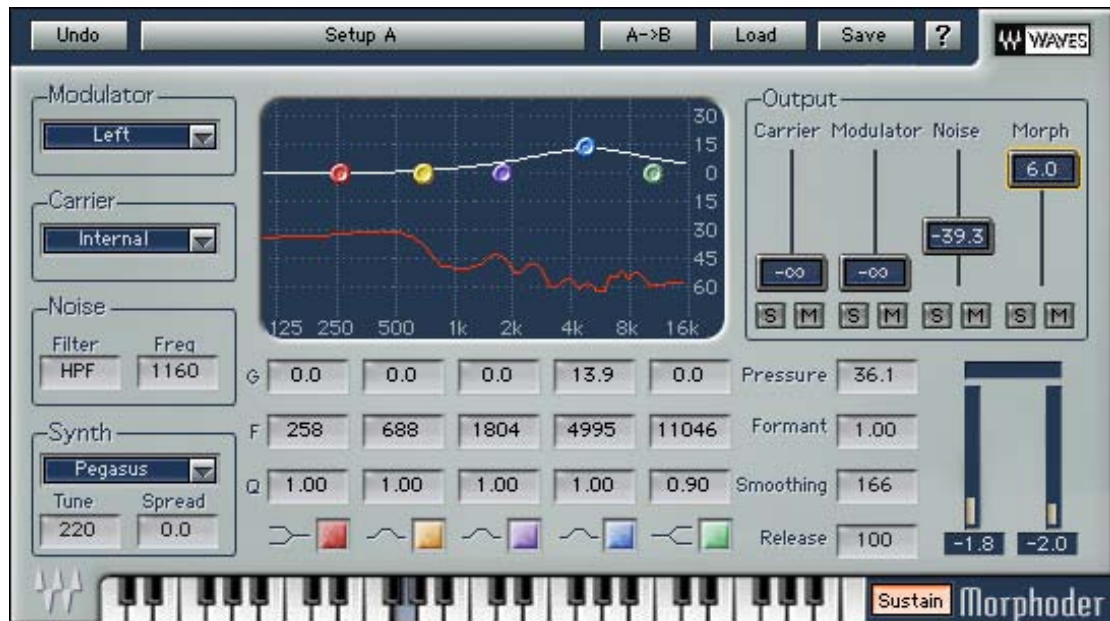 Undo Setup A A->B Load Save ? WAVES
Modulator
Left
Carrier
Internal
Noise
Filter Freq
HPF 1160
Synth
Pegasus
Tune Spread
220 0.0
30
15
0
15
30
45
60
125 250 500 1k 2k 4k 8k 16k
G 0.0 0.0 0.0 13.9 0.0
F 258 688 1804 4995 11046
Q 1.00 1.00 1.00 1.00 0.90
Output
Carrier Modulator Noise Morph
6.0
-39.3
-∞ -∞
S M S M S M S M
Pressure 36.1
Formant 1.00
Smoothing 166
Release 100
-1.8 -2.0
Sustain Morphoder